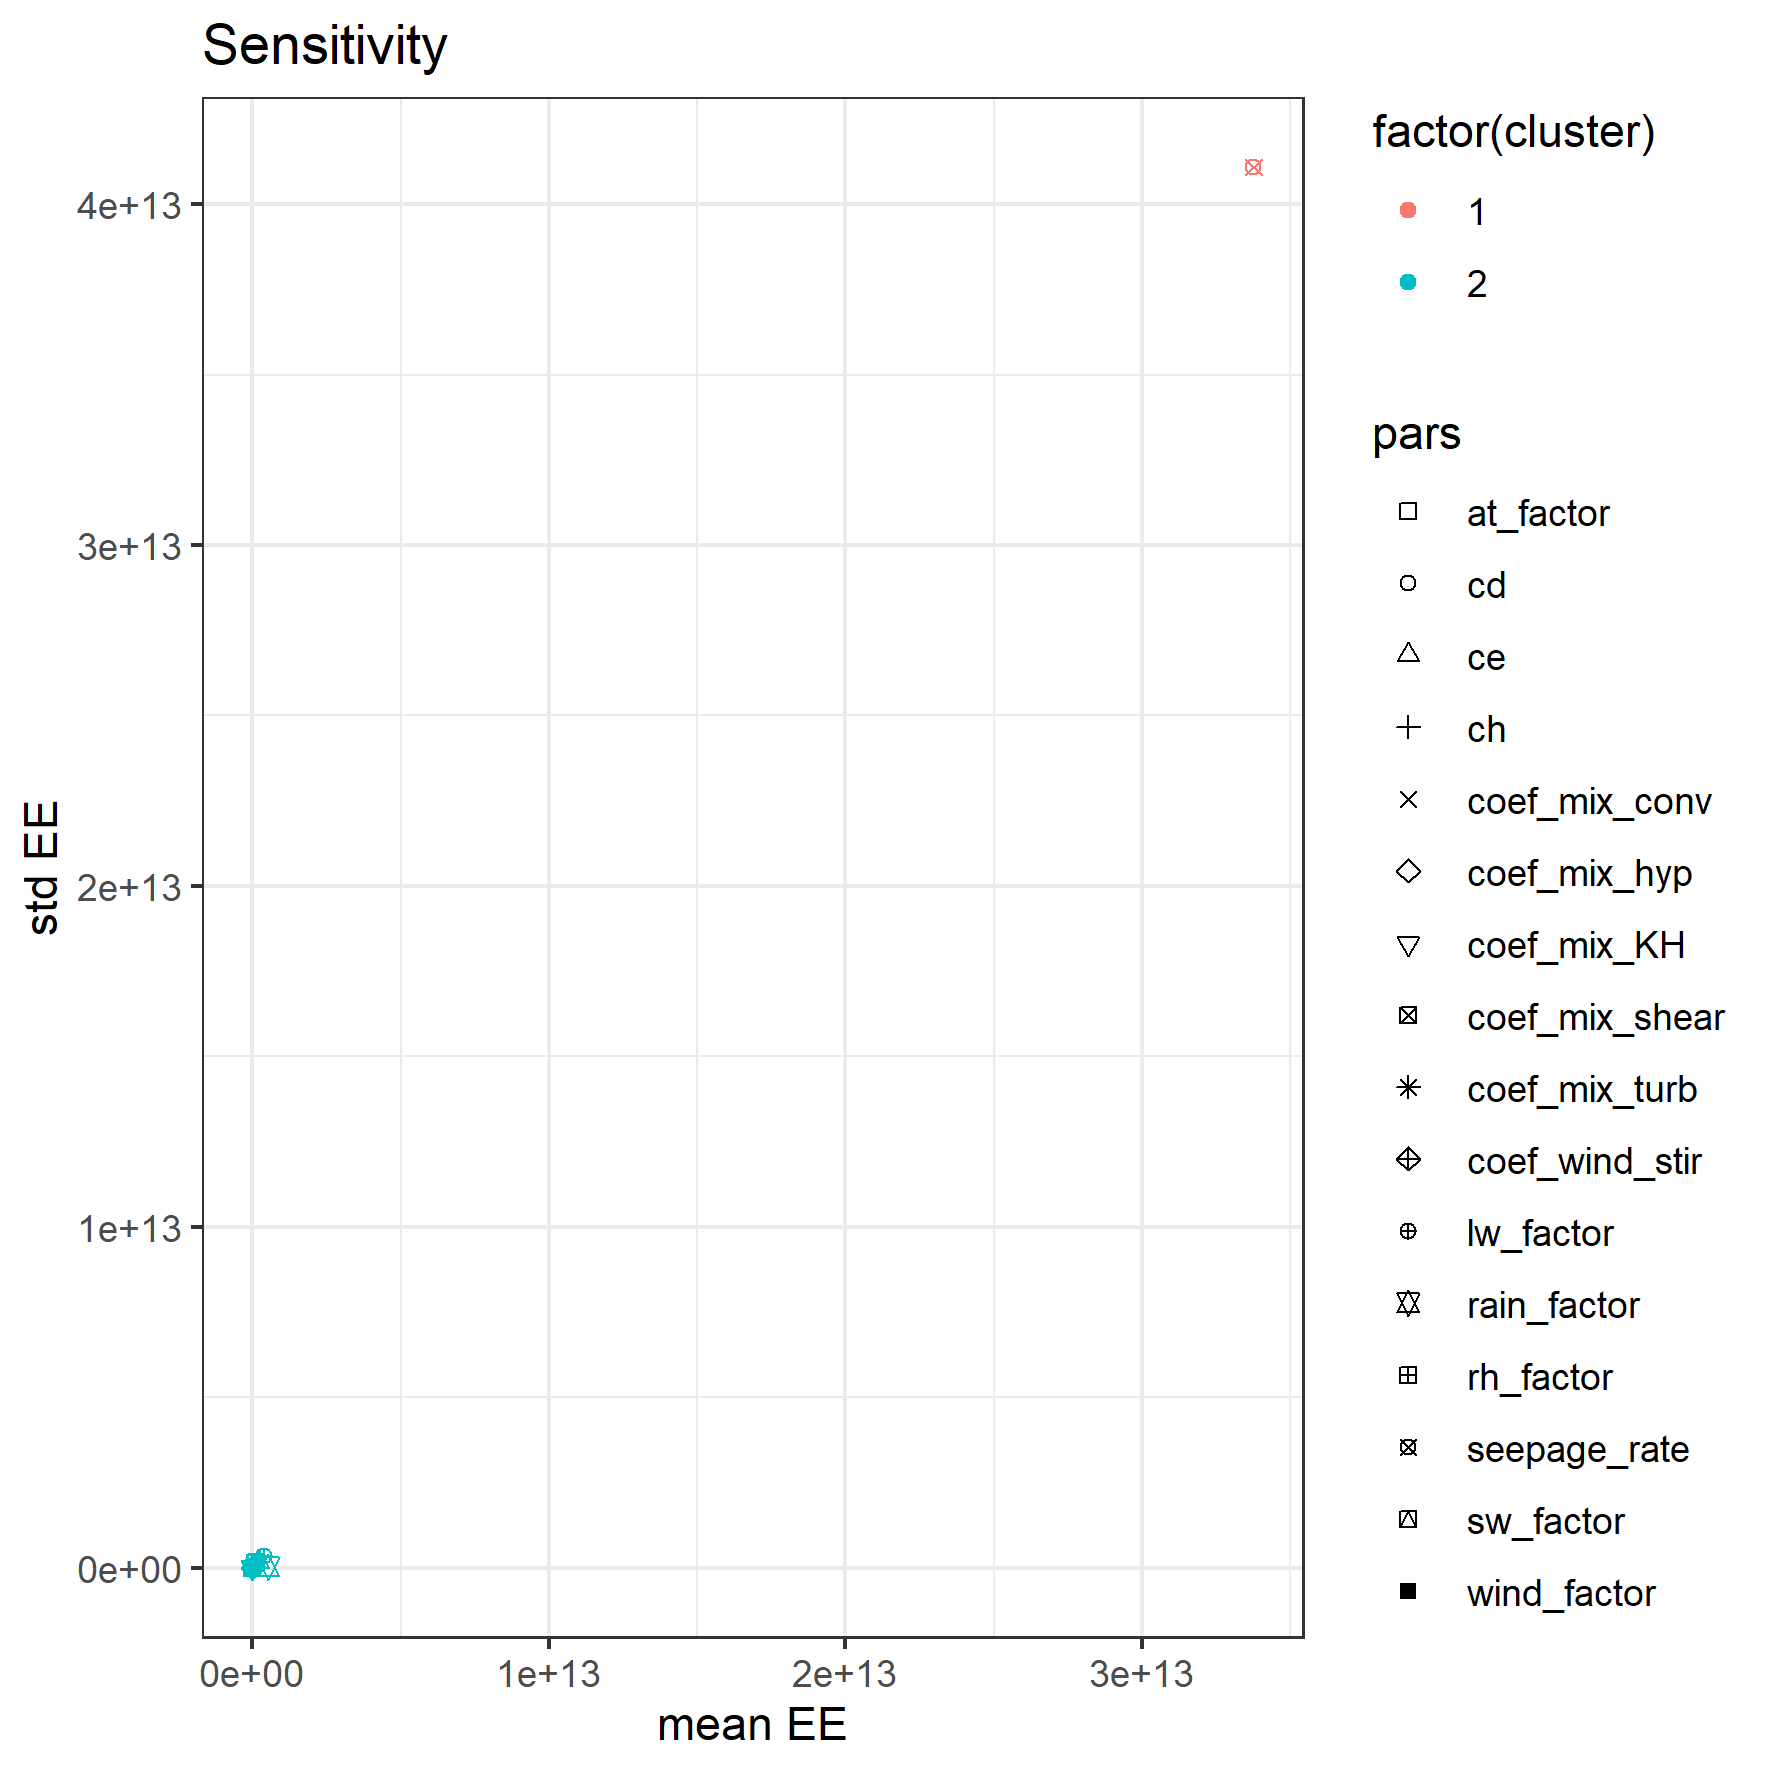 Sensitivity
4e+13
3e+13
2e+13
1e+13
0e+00
std EE
0e+00
1e+13
2e+13
3e+13
mean EE
factor(cluster)
1
2
pars
at_factor
cd
ce
ch
coef_mix_conv
coef_mix_hyp
coef_mix_KH
coef_mix_shear
coef_mix_turb
coef_wind_stir
lw_factor
rain_factor
rh_factor
seepage_rate
sw_factor
wind_factor